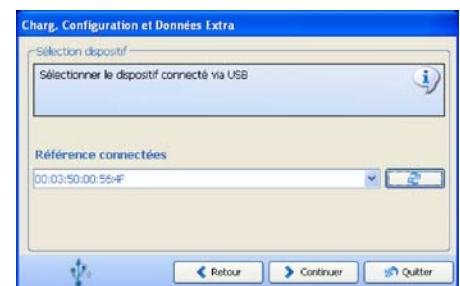 Charg. Configuration et Données Extra
Sélection dispositif
Sélectionner le dispositif connecté via USB
Référence connectées
00:03:50:00:56:4F
Retour
Continuer
Quitter